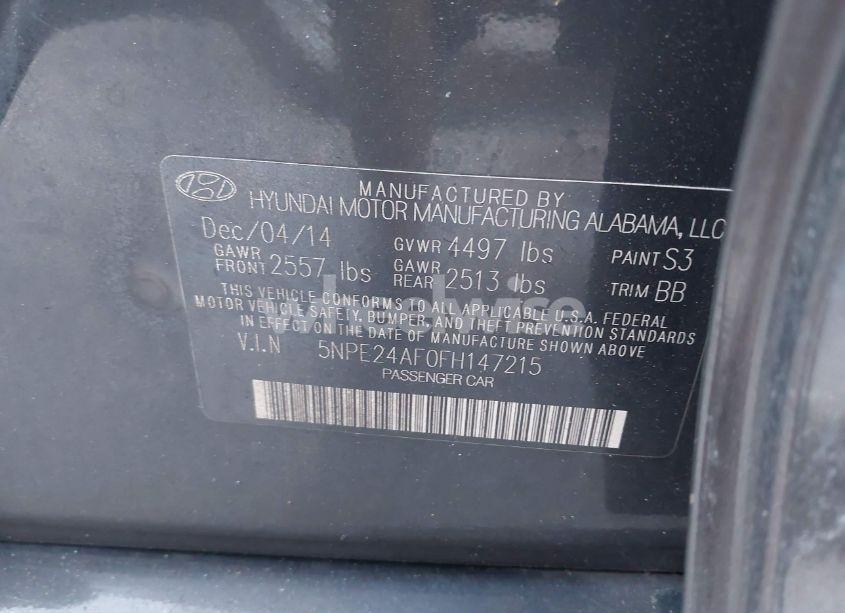 MANUFACTURED BY
HYUNDAI MOTOR MANUFACTURING ALABAMA, LLC
Dec/04/14 GVWR 4497 lbs PAINT S3
GAWR FRONT 2557 lbs GAWR REAR 2513 lbs TRIM BB
THIS VEHICLE CONFORMS TO ALL APPLICABLE U.S.A. FEDERAL
MOTOR VEHICLE SAFETY, BUMPER, AND THEFT PREVENTION STANDARDS
IN EFFECT ON THE DATE OF MANUFACTURE SHOWN ABOVE
V.I.N 5NPE24AF0FH147215
PASSENGER CAR